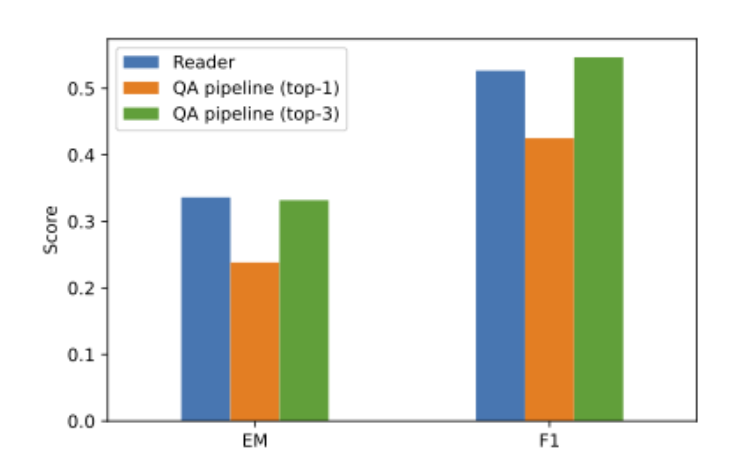 Reader
QA pipeline (top-1)
QA pipeline (top-3)
0.5
0.4
0.3
0.2
0.1
0.0
Score
EM
F1